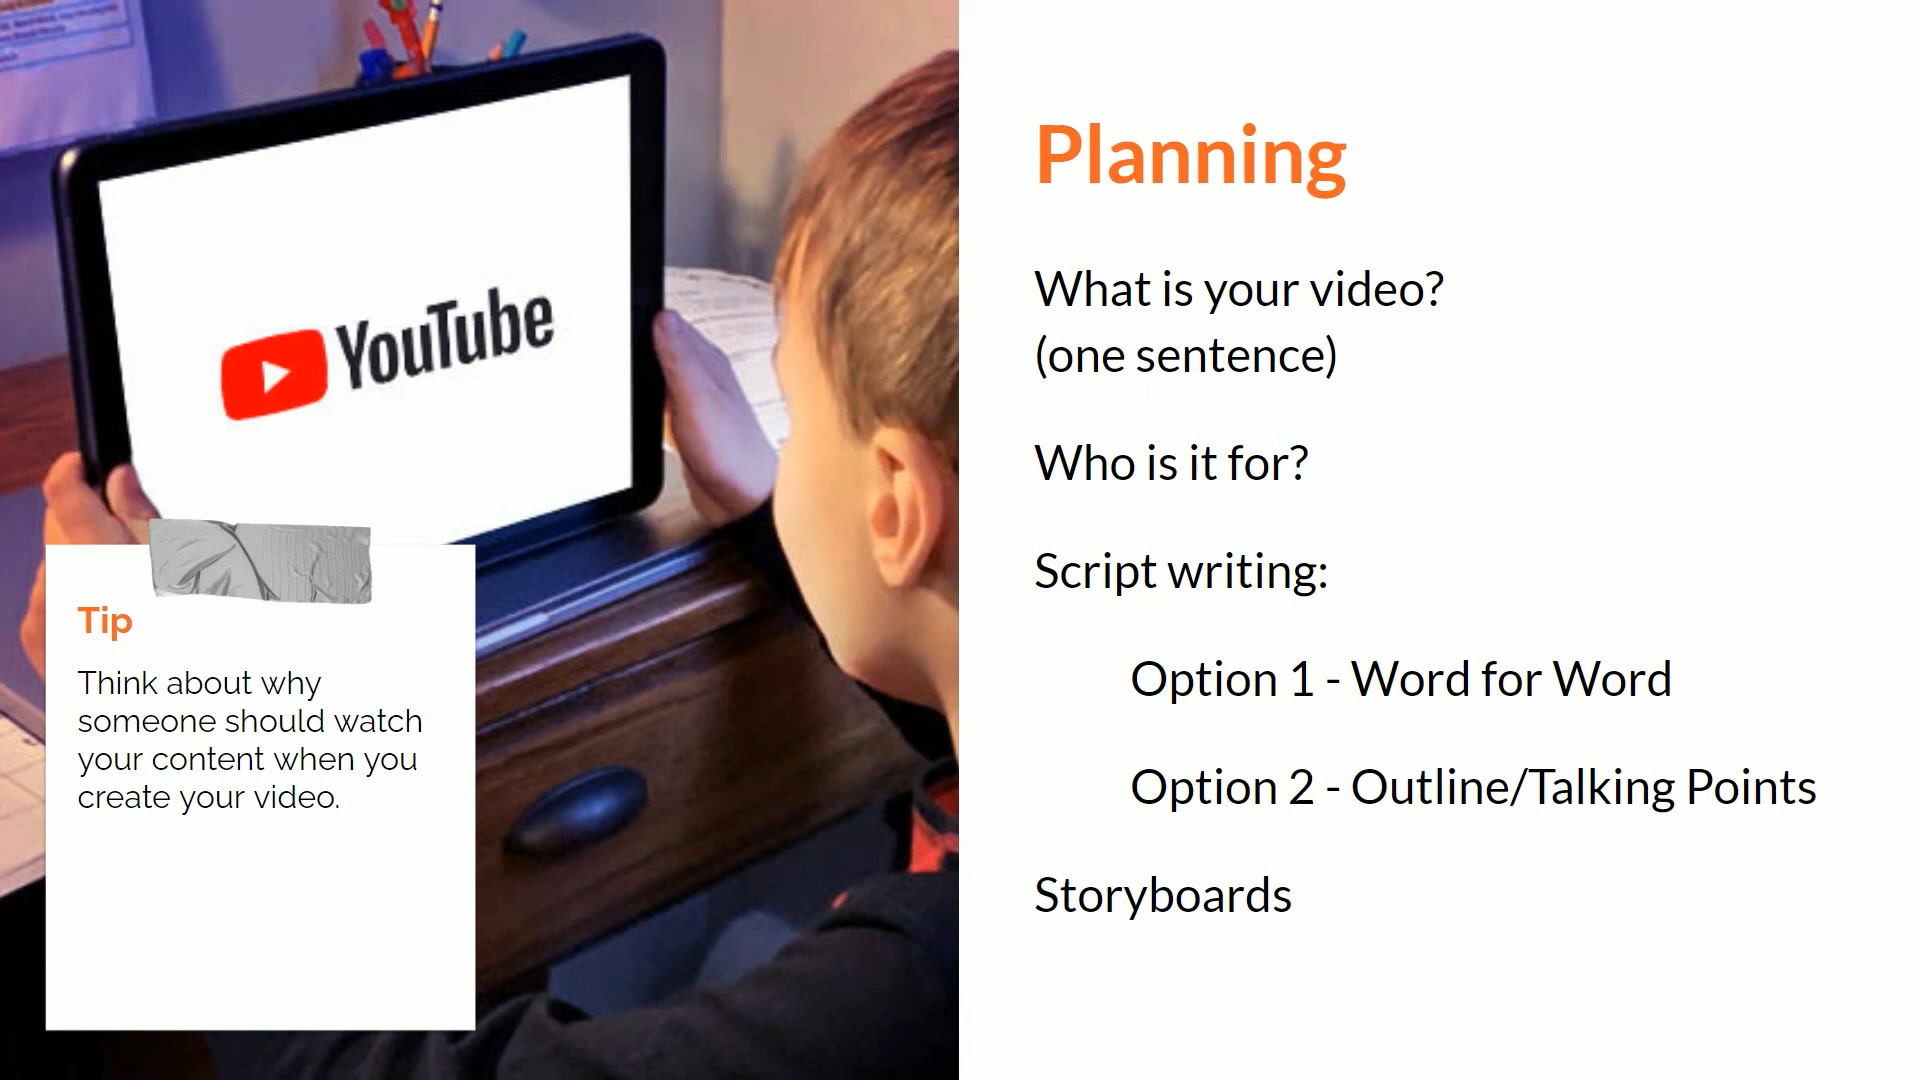 YouTube
Tip
Think about why
someone should watch
your content when you
create your video.
Planning
What is your video?
(one sentence)
Who is it for?
Script writing:
Option 1 - Word for Word
Option 2 - Outline/Talking Points
Storyboards